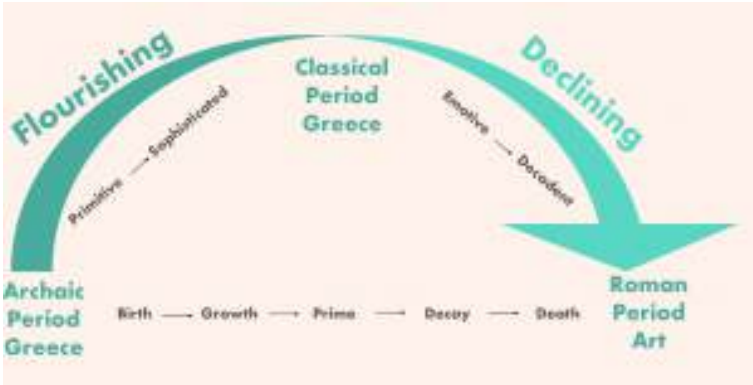 Flourishing
Declining
Classical
Period
Greece
Primitive → Sophisticated
Emotive → Decadent
Archaic
Period
Greece
Birth → Growth → Prime → Decay → Death
Roman
Period
Art